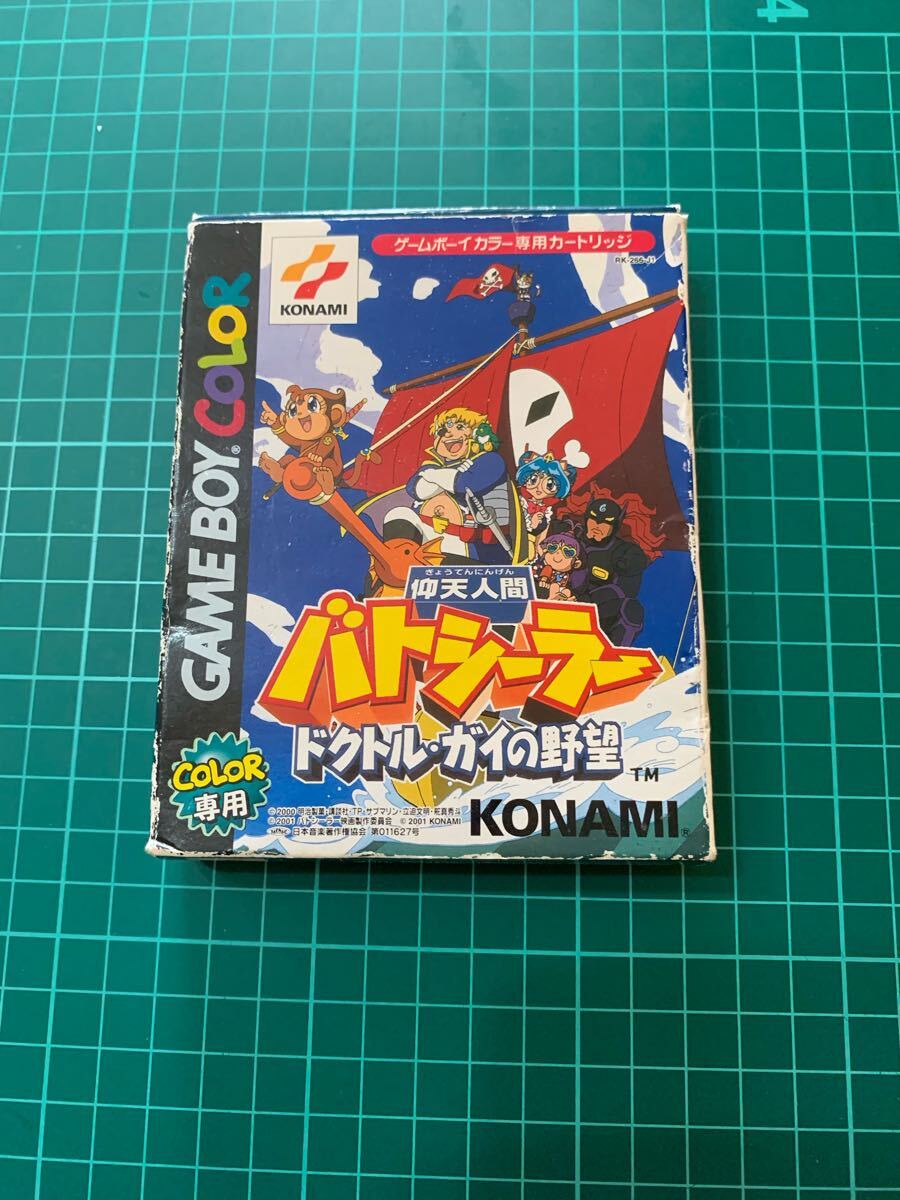 4
GAME BOY® COLOR
KONAMI
ゲームボーイカラー専用カートリッジ
RK-266-J1
ぎょうてんにんげん
仰天人間
バトシーラー
ドクトル・ガイの野望
TM
COLOR
専用
©2000 明治製菓・講談社・TP・サブマリン・立迫文明・舵真秀斗
©2001 バトシーラー映画製作委員会 ©2001 KONAMI
日本音楽著作権協会 第011627号
KONAMI®